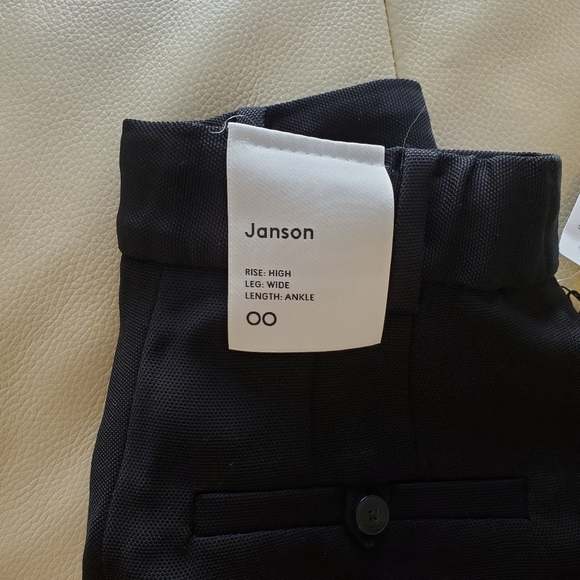 Janson
RISE: HIGH
LEG: WIDE
LENGTH: ANKLE
00